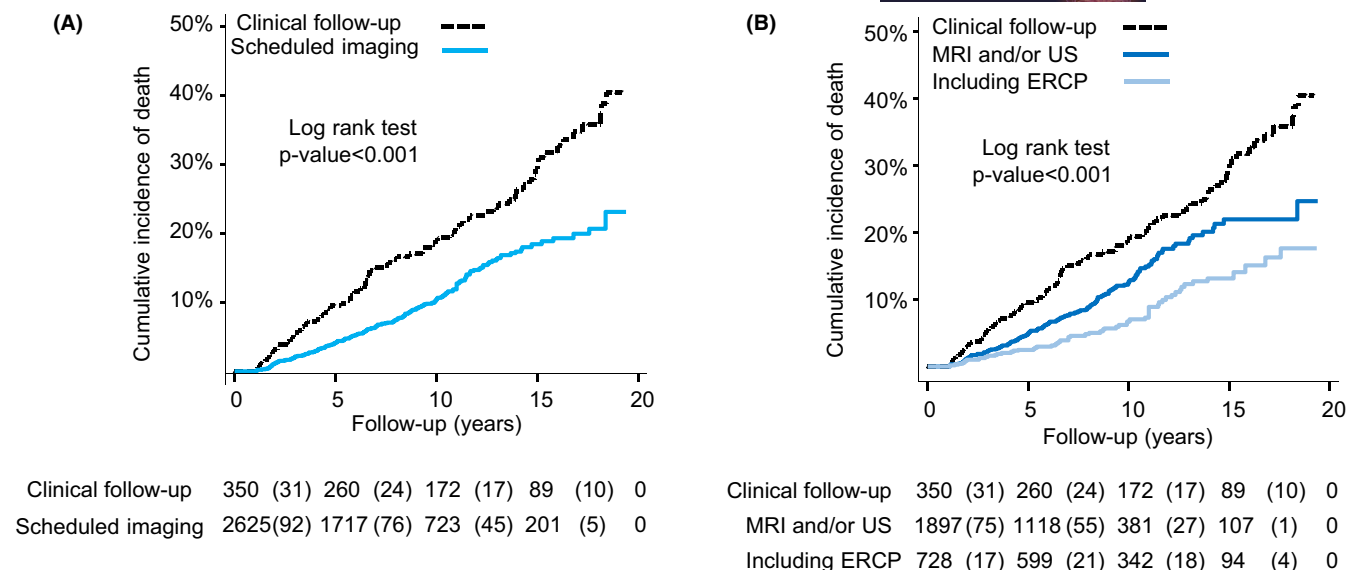 (A)
Clinical follow-up
Scheduled imaging
50%
40%
30%
20%
10%
Cumulative incidence of death
Log rank test
p-value<0.001
0 5 10 15 20
Follow-up (years)
Clinical follow-up 350 (31) 260 (24) 172 (17) 89 (10) 0
Scheduled imaging 2625(92) 1717(76) 723 (45) 201 (5) 0
(B)
Clinical follow-up
MRI and/or US
Including ERCP
50%
40%
30%
20%
10%
Cumulative incidence of death
Log rank test
p-value<0.001
0 5 10 15 20
Follow-up (years)
Clinical follow-up 350 (31) 260 (24) 172 (17) 89 (10) 0
MRI and/or US 1897(75) 1118(55) 381 (27) 107 (1) 0
Including ERCP 728 (17) 599 (21) 342 (18) 94 (4) 0